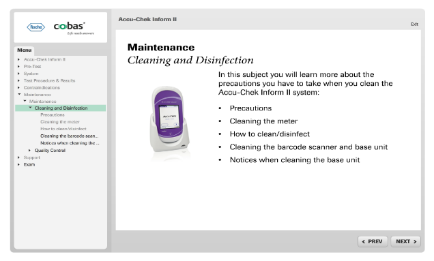 Roche
cobas®
Life needs answers
Accu-Chek Inform II
Exit
Menu
Accu-Chek Inform II
Pre-Test
System
Test Procedure & Results
Maintenance
Maintenance
Cleaning and Disinfection
Precautions
Cleaning the meter
How to clean/disinfect
Cleaning the barcode scan...
Notices when cleaning the ...
Quality Control
Support
Exam
Maintenance
Cleaning and Disinfection
In this subject you will learn more about the
precautions you have to take when you clean the
Accu-Chek Inform II system:
• Precautions
• Cleaning the meter
• How to clean/disinfect
• Cleaning the barcode scanner and base unit
• Notices when cleaning the base unit
< PREV
NEXT >